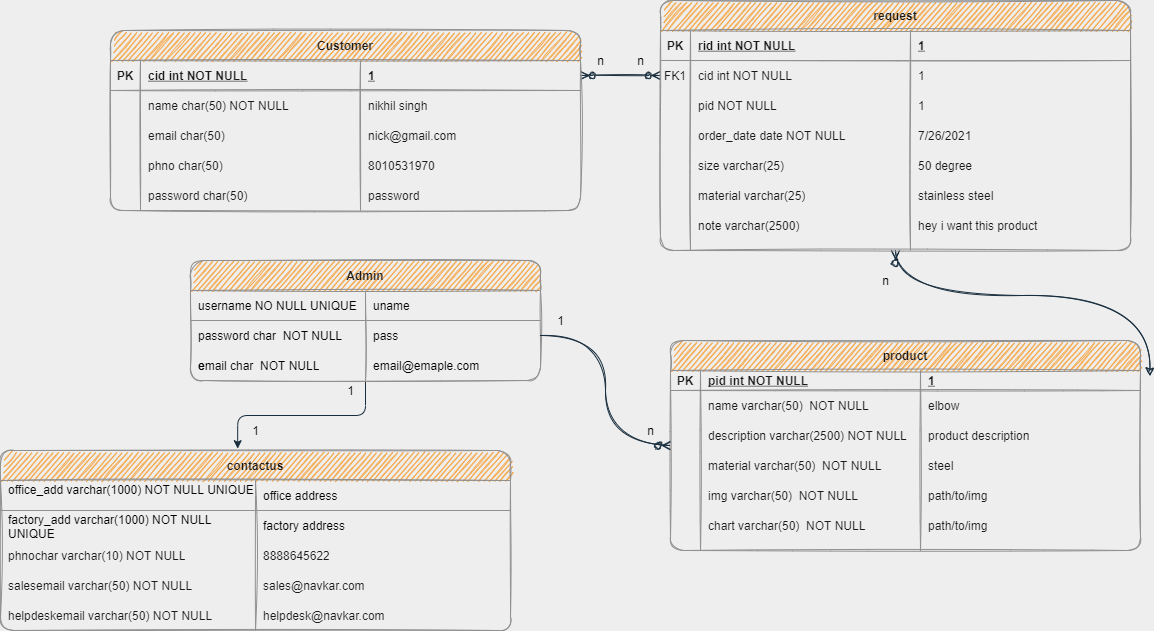 Customer
PK cid int NOT NULL 1
name char(50) NOT NULL nikhil singh
email char(50) nick@gmail.com
phno char(50) 8010531970
password char(50) password
n n
request
PK rid int NOT NULL 1
FK1 cid int NOT NULL 1
pid NOT NULL 1
order_date date NOT NULL 7/26/2021
size varchar(25) 50 degree
material varchar(25) stainless steel
note varchar(2500) hey i want this product
n
Admin
username NO NULL UNIQUE uname
password char  NOT NULL pass
email char  NOT NULL email@emaple.com
1
n
1
1
product
PK pid int NOT NULL 1
name varchar(50)  NOT NULL elbow
description varchar(2500) NOT NULL product description
material varchar(50)  NOT NULL steel
img varchar(50)  NOT NULL path/to/img
chart varchar(50)  NOT NULL path/to/img
contactus
office_add varchar(1000) NOT NULL UNIQUE office address
factory_add varchar(1000) NOT NULL
UNIQUE
factory address
phnochar varchar(10) NOT NULL 8888645622
salesemail varchar(50) NOT NULL sales@navkar.com
helpdeskemail varchar(50) NOT NULL helpdesk@navkar.com